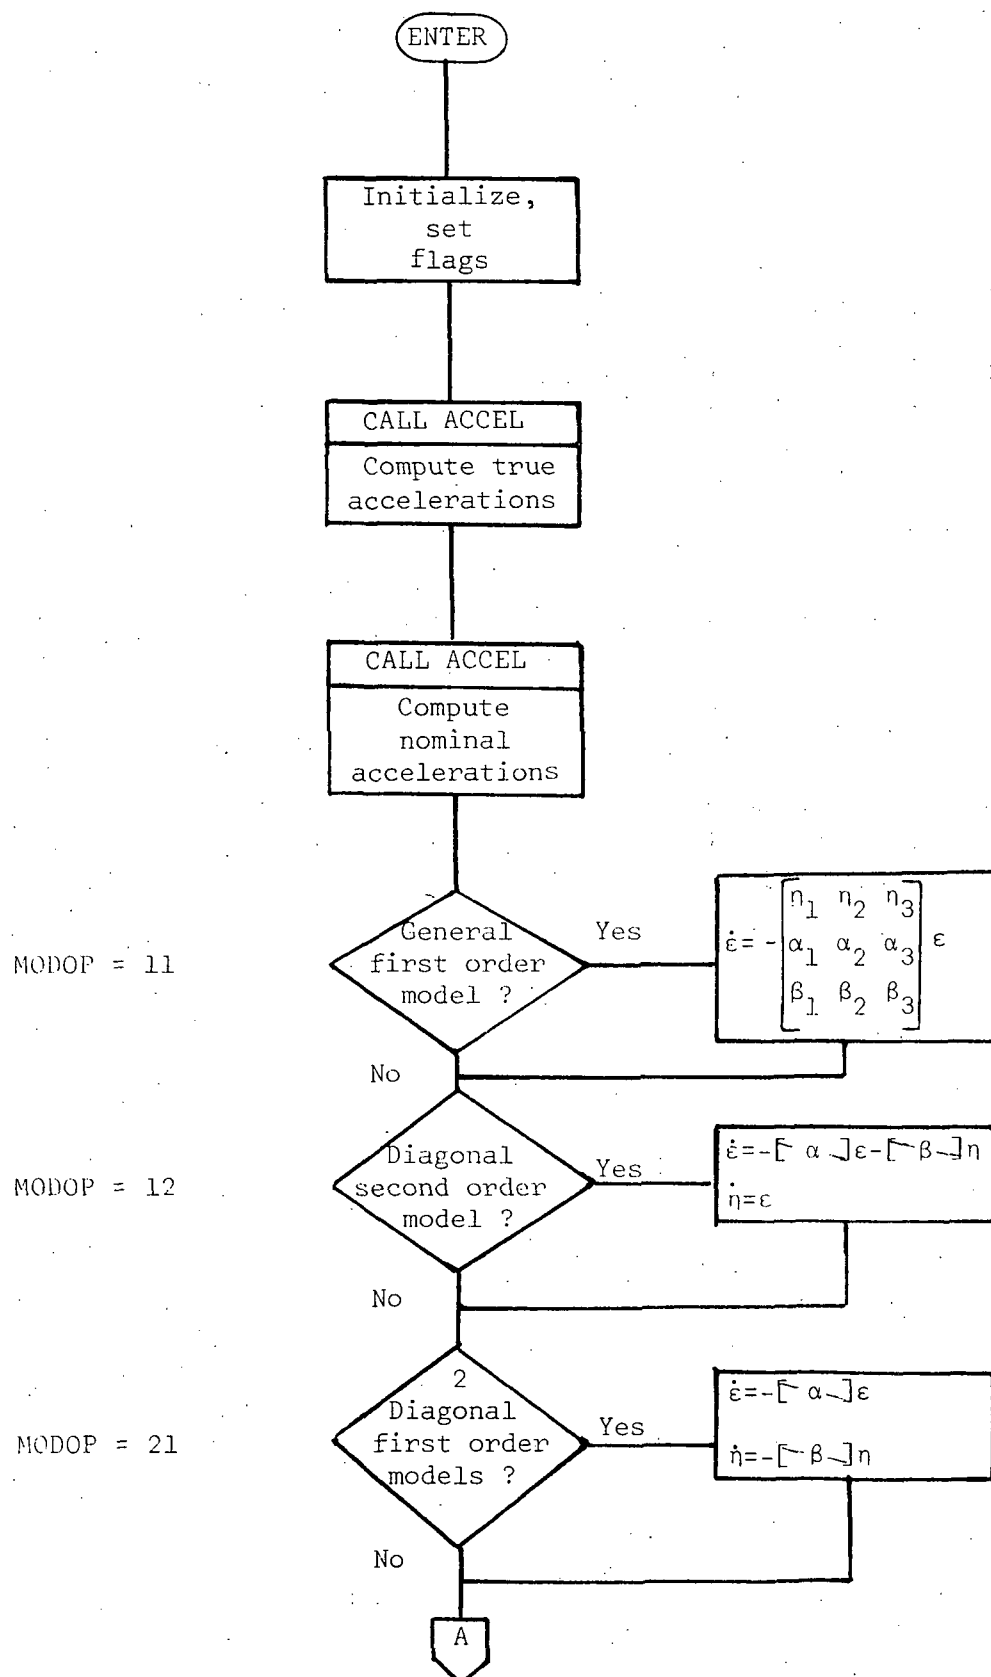 ENTER
Initialize,
set
flags
CALL ACCEL
Compute true
accelerations
CALL ACCEL
Compute
nominal
accelerations
MODOP = 11
General
first order
model ?
Yes
ε̇= -[η₁ η₂ η₃
α₁ α₂ α₃
β₁ β₂ β₃] ε
No
MODOP = 12
Diagonal
second order
model ?
Yes
ε̇=-[⁀α⌣]ε-[⁀β⌣]η
η̇=ε
No
MODOP = 21
2
Diagonal
first order
models ?
Yes
ε̇=-[⁀α⌣]ε
η̇=-[⁀β⌣]η
No
A